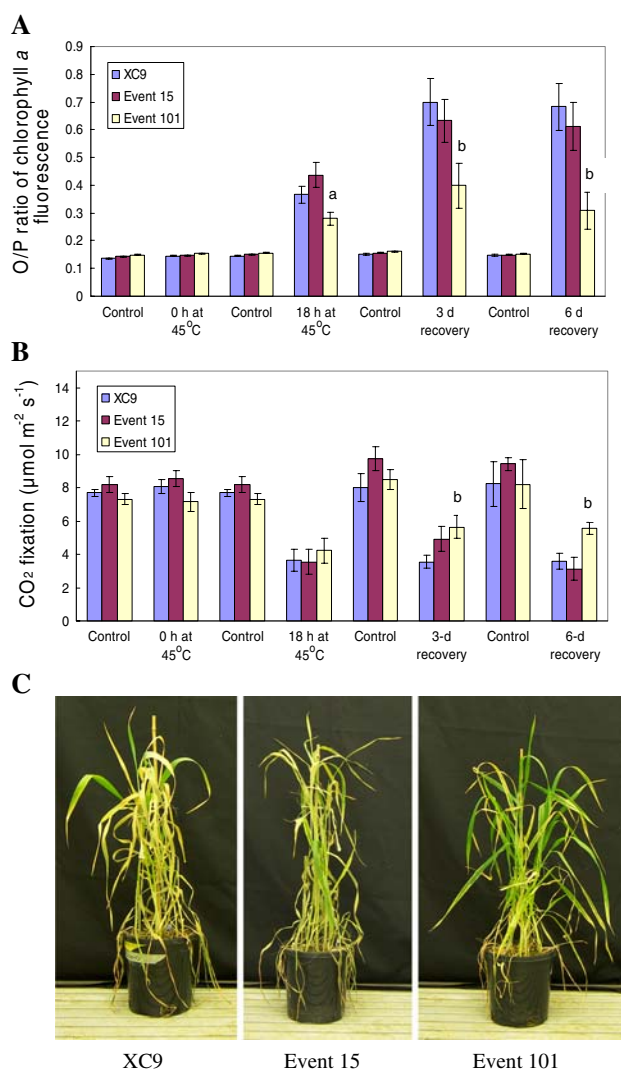 A
O/P ratio of chlorophyll a
fluorescence
0.9
0.8
0.7
0.6
0.5
0.4
0.3
0.2
0.1
0
XC9
Event 15
Event 101
a
b
b
Control
0 h at
45°C
Control
18 h at
45°C
Control
3 d
recovery
Control
6 d
recovery
B
CO2 fixation (μmol m-2 s-1)
14
12
10
8
6
4
2
0
XC9
Event 15
Event 101
b
b
Control
0 h at
45°C
Control
18 h at
45°C
Control
3-d
recovery
Control
6-d
recovery
C
XC9
Event 15
Event 101